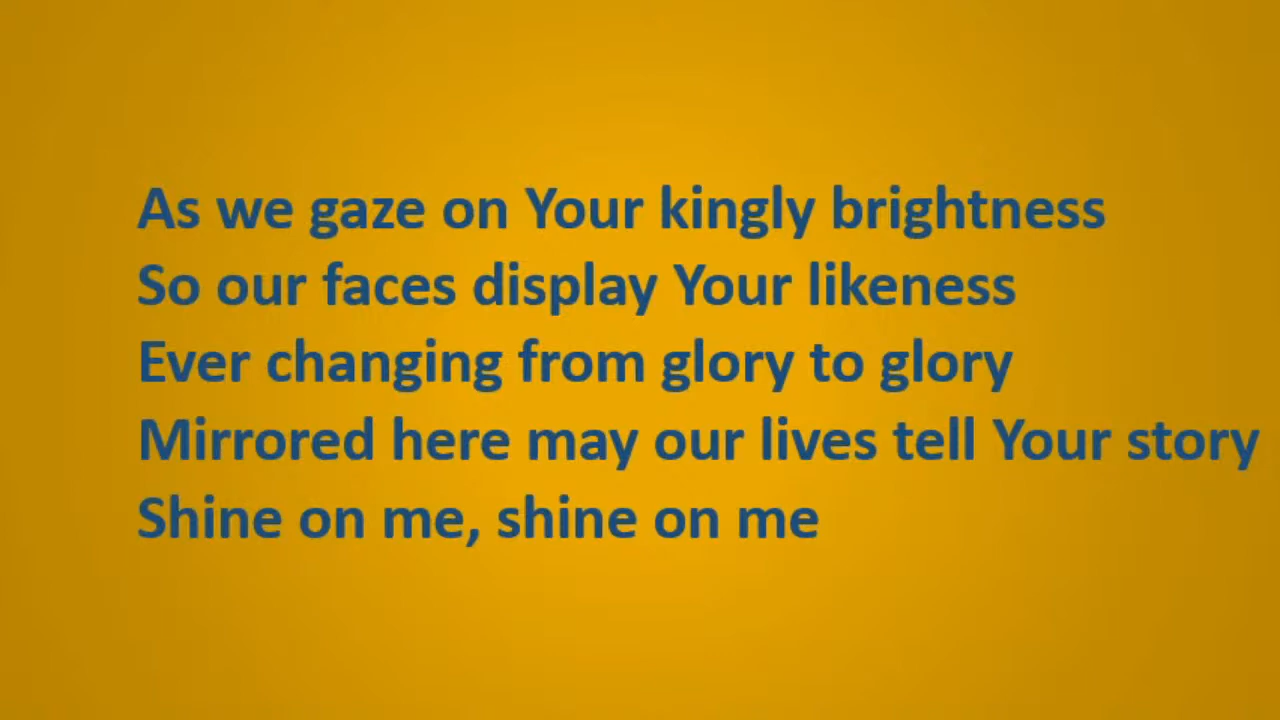 As we gaze on Your kingly brightness
So our faces display Your likeness
Ever changing from glory to glory
Mirrored here may our lives tell Your story
Shine on me, shine on me